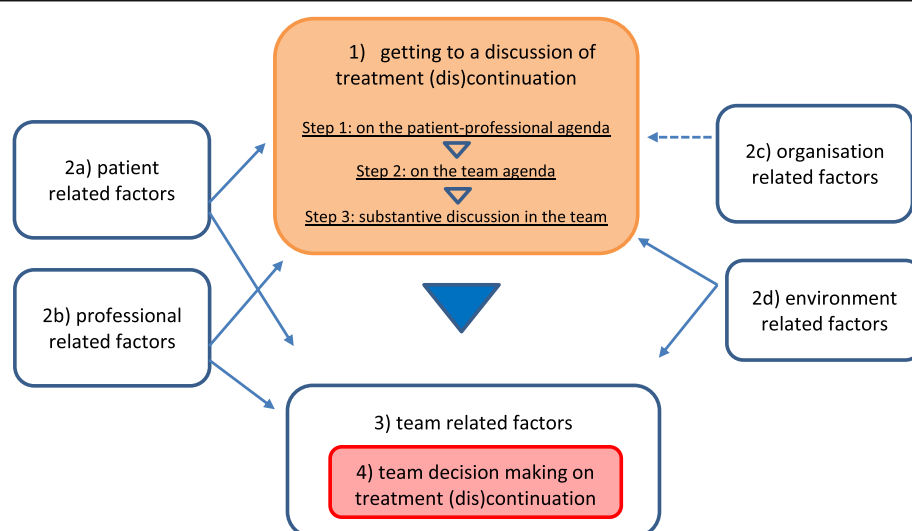 1) getting to a discussion of
treatment (dis)continuation
Step 1: on the patient-professional agenda
Step 2: on the team agenda
Step 3: substantive discussion in the team
2a) patient
related factors
2b) professional
related factors
2c) organisation
related factors
2d) environment
related factors
3) team related factors
4) team decision making on
treatment (dis)continuation